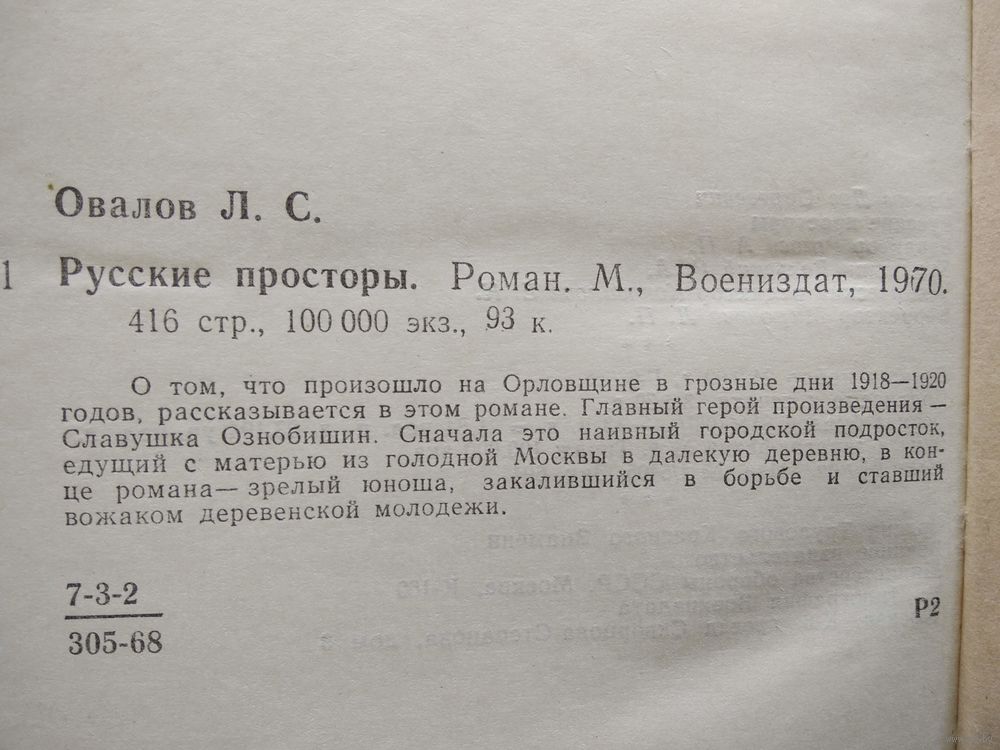 Овалов Л. С.
1 Русские просторы. Роман. М., Воениздат, 1970.
416 стр., 100 000 экз., 93 к.
О том, что произошло на Орловщине в грозные дни 1918—1920
годов, рассказывается в этом романе. Главный герой произведения —
Славушка Ознобишин. Сначала это наивный городской подросток,
едущий с матерью из голодной Москвы в далекую деревню, в кон-
це романа— зрелый юноша, закалившийся в борьбе и ставший
вожаком деревенской молодежи.
7-3-2
305-68
Р2